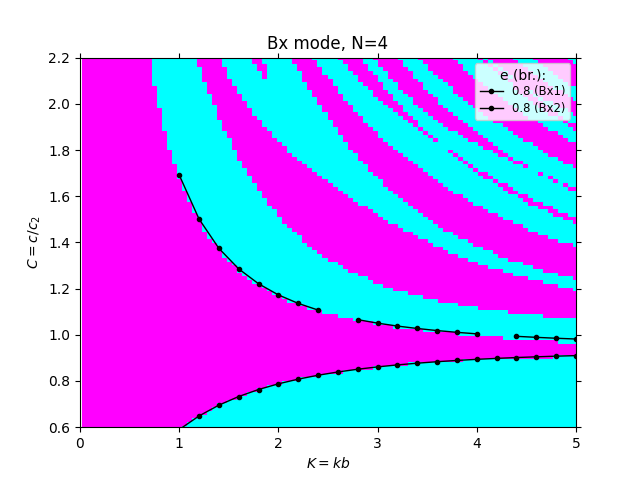 Bx mode, N=4
e (br.):
0.8 (Bx1)
0.8 (Bx2)
C = c/c₂
2.2
2.0
1.8
1.6
1.4
1.2
1.0
0.8
0.6
0 1 2 3 4 5
K = kb